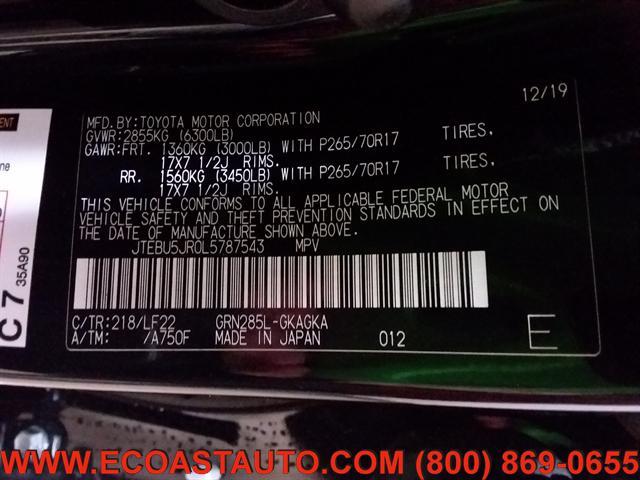 12/19
MFD.BY:TOYOTA MOTOR CORPORATION
GVWR:2855KG (6300LB)
GAWR:FRT. 1360KG (3000LB) WITH P265/70R17 TIRES,
17X7 1/2J RIMS.
RR. 1560KG (3450LB) WITH P265/70R17 TIRES,
17X7 1/2J RIMS.
THIS VEHICLE CONFORMS TO ALL APPLICABLE FEDERAL MOTOR
VEHICLE SAFETY AND THEFT PREVENTION STANDARDS IN EFFECT ON
THE DATE OF MANUFACTURE SHOWN ABOVE.
JTEBU5JR0L5787543 MPV
C/TR:218/LF22 GRN285L-GKAGKA
A/TM: /A750F MADE IN JAPAN 012 E
C 7 35A90
WWW.ECOASTAUTO.COM (800) 869-0655